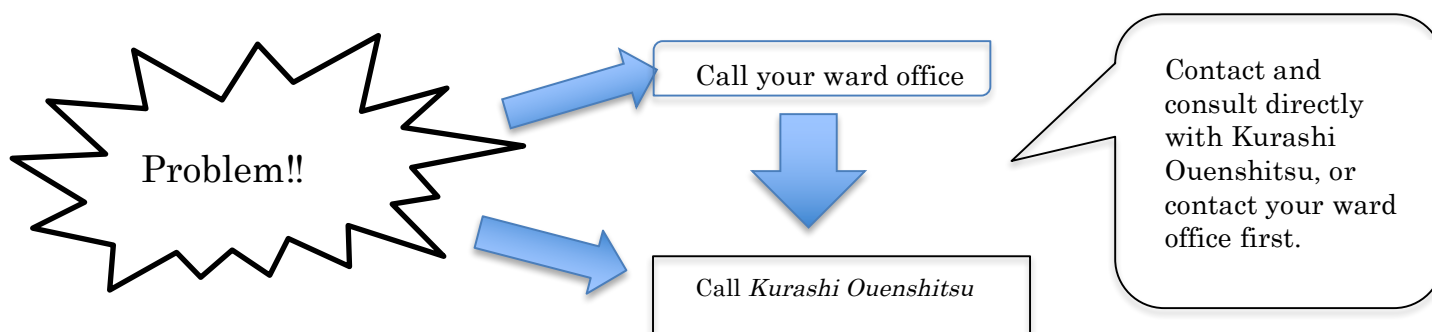 Problem!!
Call your ward office
Call Kurashi Ouenshitsu
Contact and
consult directly
with Kurashi
Ouenshitsu, or
contact your ward
office first.